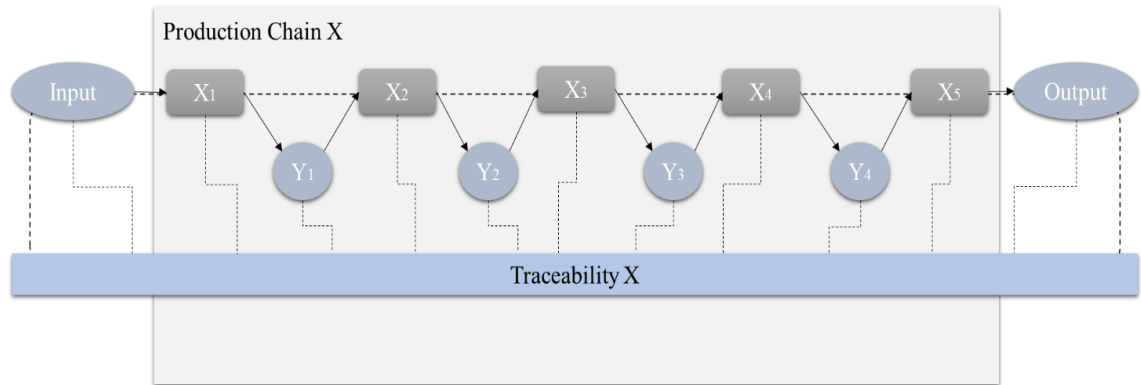 Production Chain X
Input
X1
X2
X3
X4
X5
Output
Y1
Y2
Y3
Y4
Traceability X